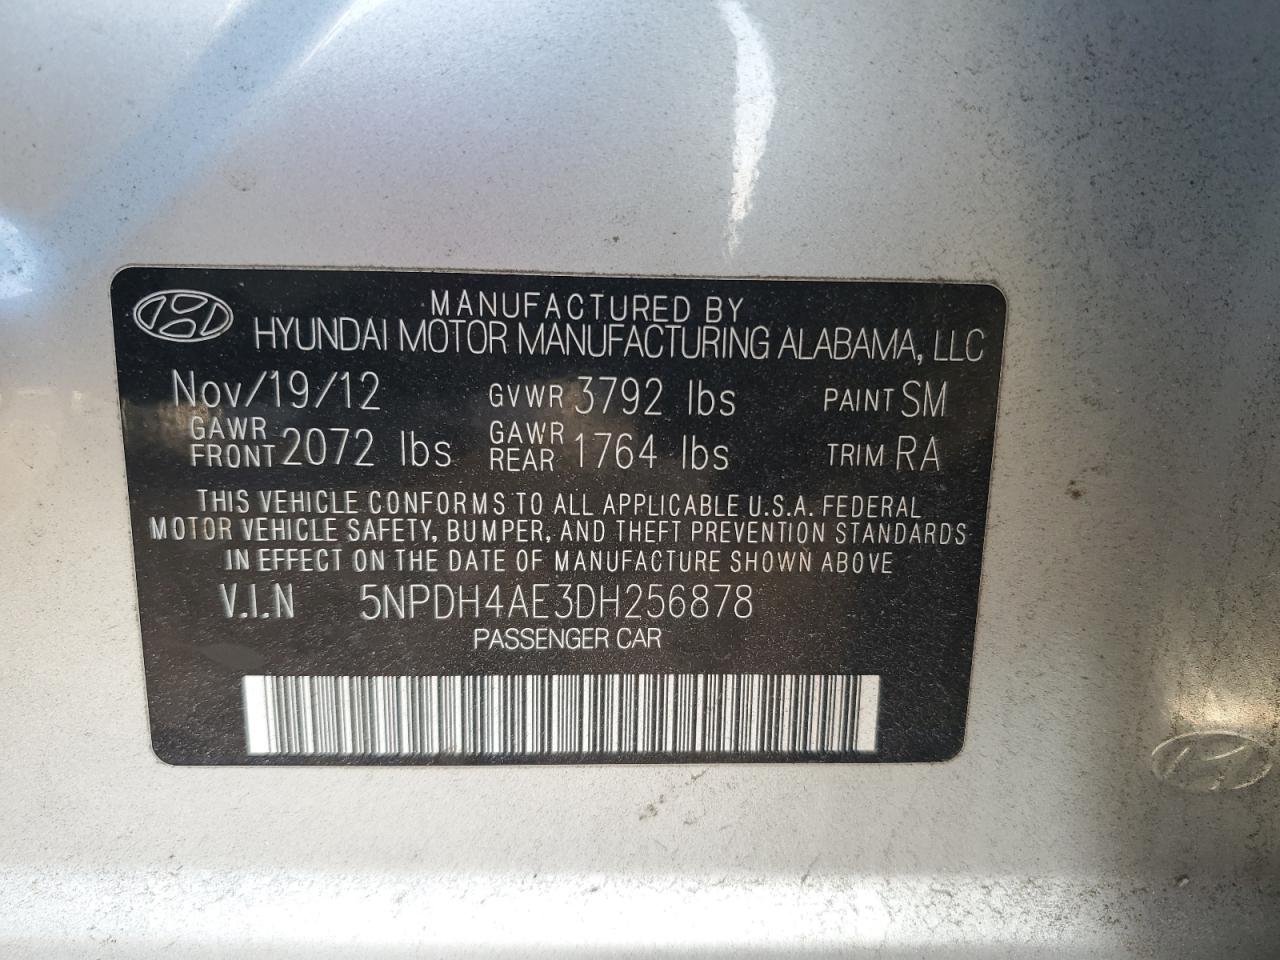 MANUFACTURED BY
HYUNDAI MOTOR MANUFACTURING ALABAMA, LLC
Nov/19/12 GVWR 3792 lbs PAINT SM
GAWR FRONT 2072 lbs GAWR REAR 1764 lbs TRIM RA
THIS VEHICLE CONFORMS TO ALL APPLICABLE U.S.A. FEDERAL
MOTOR VEHICLE SAFETY, BUMPER, AND THEFT PREVENTION STANDARDS
IN EFFECT ON THE DATE OF MANUFACTURE SHOWN ABOVE
V.I.N 5NPDH4AE3DH256878
PASSENGER CAR